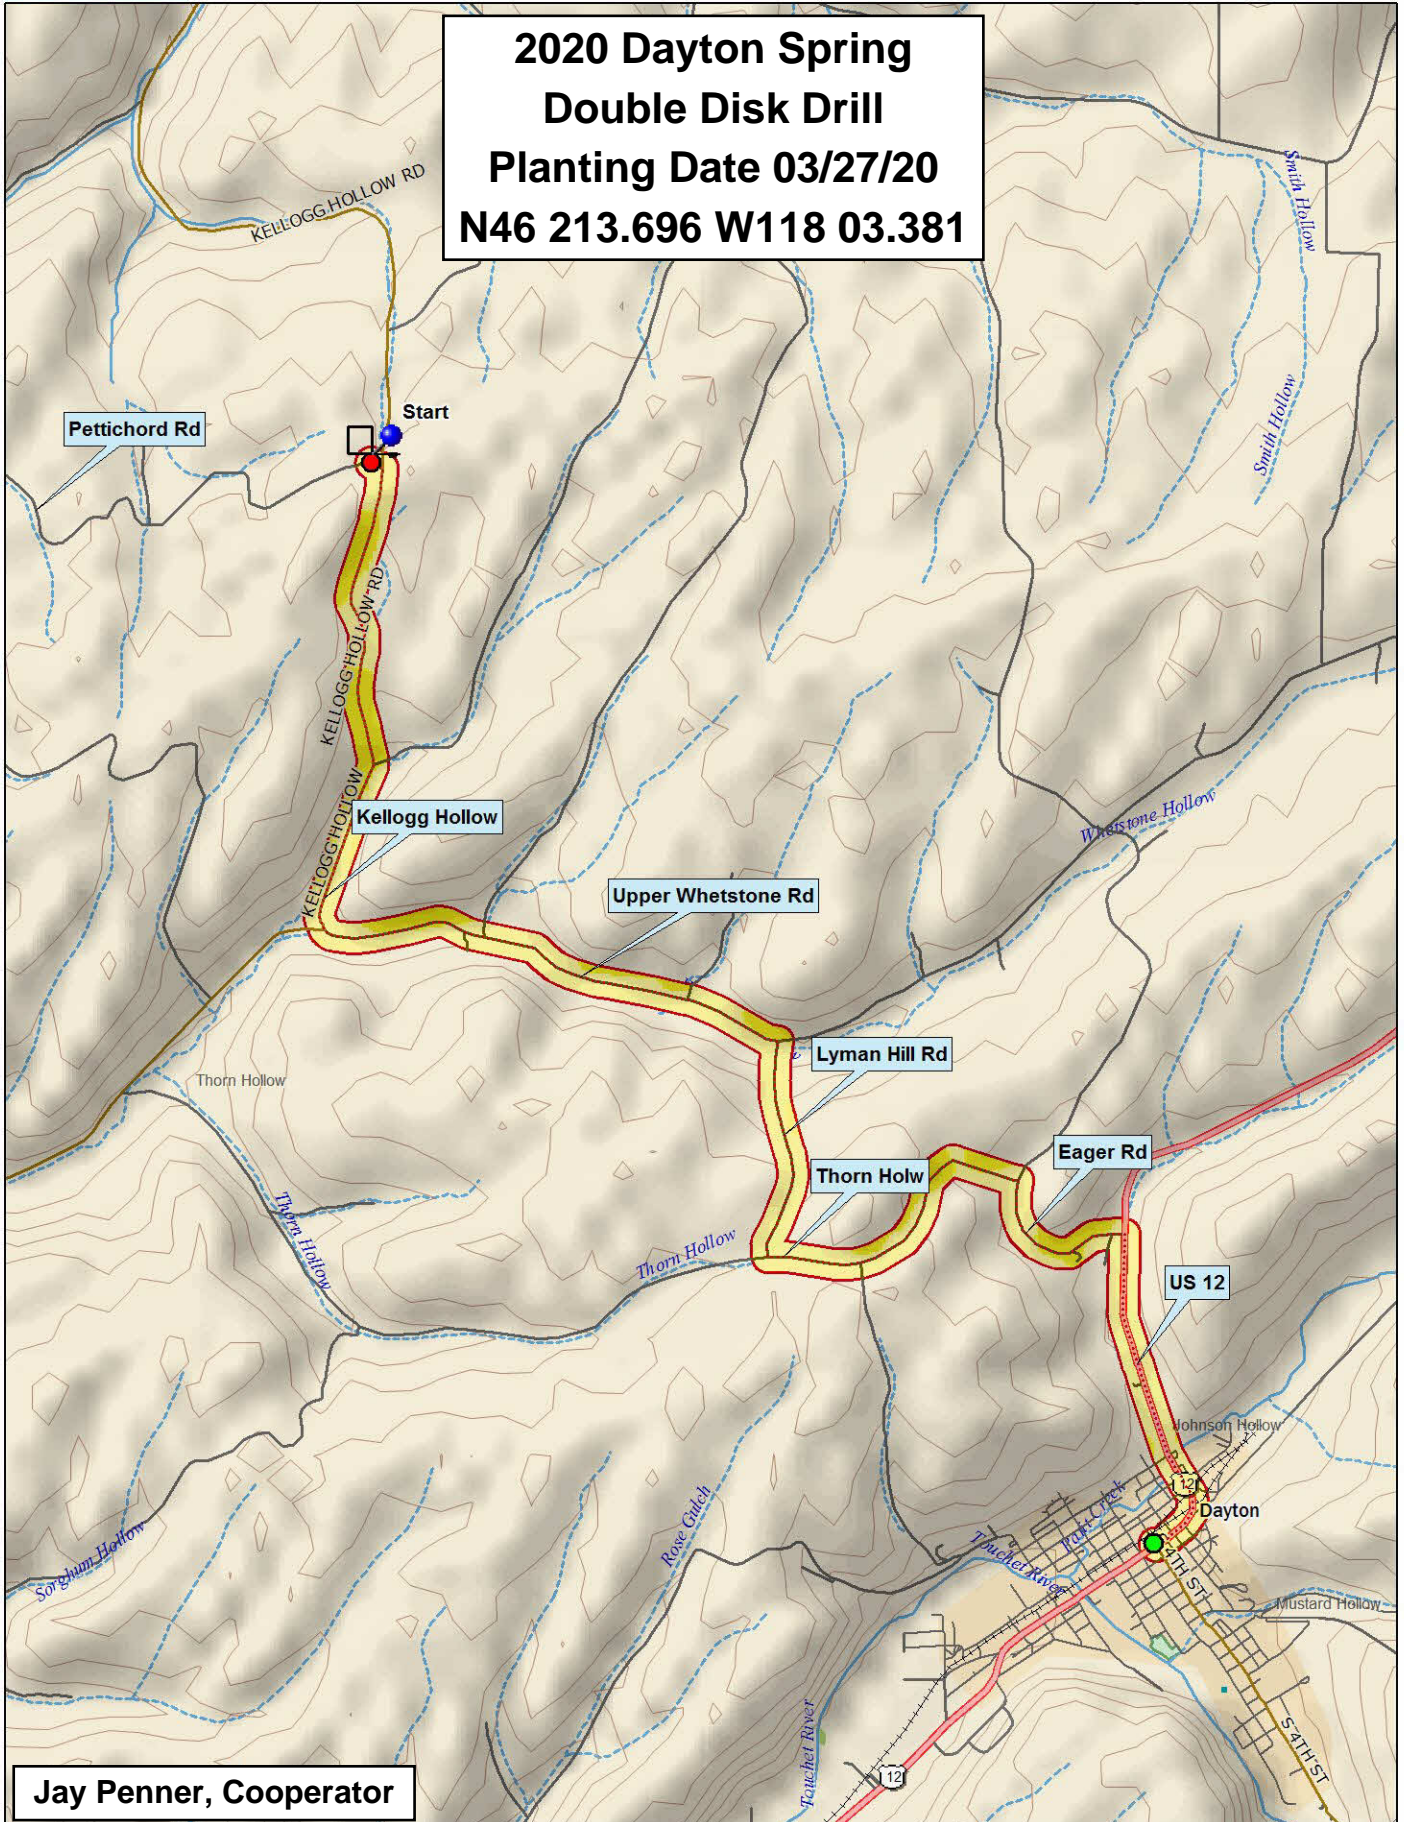 2020 Dayton Spring
Double Disk Drill
Planting Date 03/27/20
N46 213.696 W118 03.381
KELLOGG HOLLOW RD
Smith Hollow
Smith Hollow
Start
Pettichord Rd
KELLOGG HOLLOW RD
KELLOGG HOLLOW
Kellogg Hollow
Whetstone Hollow
Upper Whetstone Rd
Lyman Hill Rd
Thorn Hollow
Eager Rd
Thorn Holw
Thorn Hollow
Thorn Hollow
US 12
Johnson Hollow
12
Dayton
Rose Gulch
Patit Creek
Touchet River
Sorghum Hollow
S 4TH ST
Mustard Hollow
Touchet River
S 4TH ST
12
Jay Penner, Cooperator